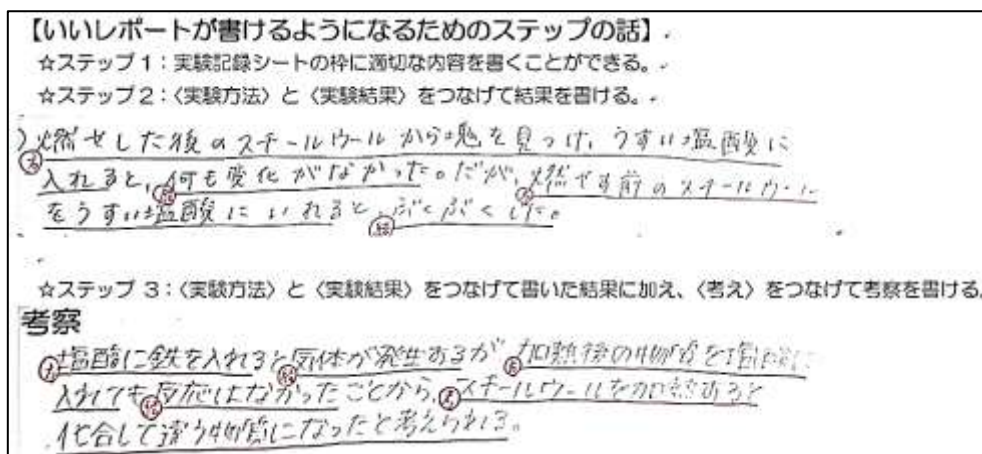 【いいレポートが書けるようになるためのステップの話】
☆ステップ1：実験記録シートの枠に適切な内容を書くことができる。
☆ステップ2：〈実験方法〉と〈実験結果〉をつなげて結果を書ける。
燃やした後のスチールウールから塊を見つけ、うすい塩酸に
入れると、何も変化がなかった。だが、燃やす前のスチールウール
をうすい塩酸にいれると、ぶくぶくした。
☆ステップ 3：〈実験方法〉と〈実験結果〉をつなげて書いた結果に加え、〈考え〉をつなげて考察を書ける。
考察
塩酸に鉄を入れると気体が発生するが加熱後の物質を塩酸に
入れても反応はなかったことから、スチールウールを加熱すると
化合して違う物質になったと考えられる。